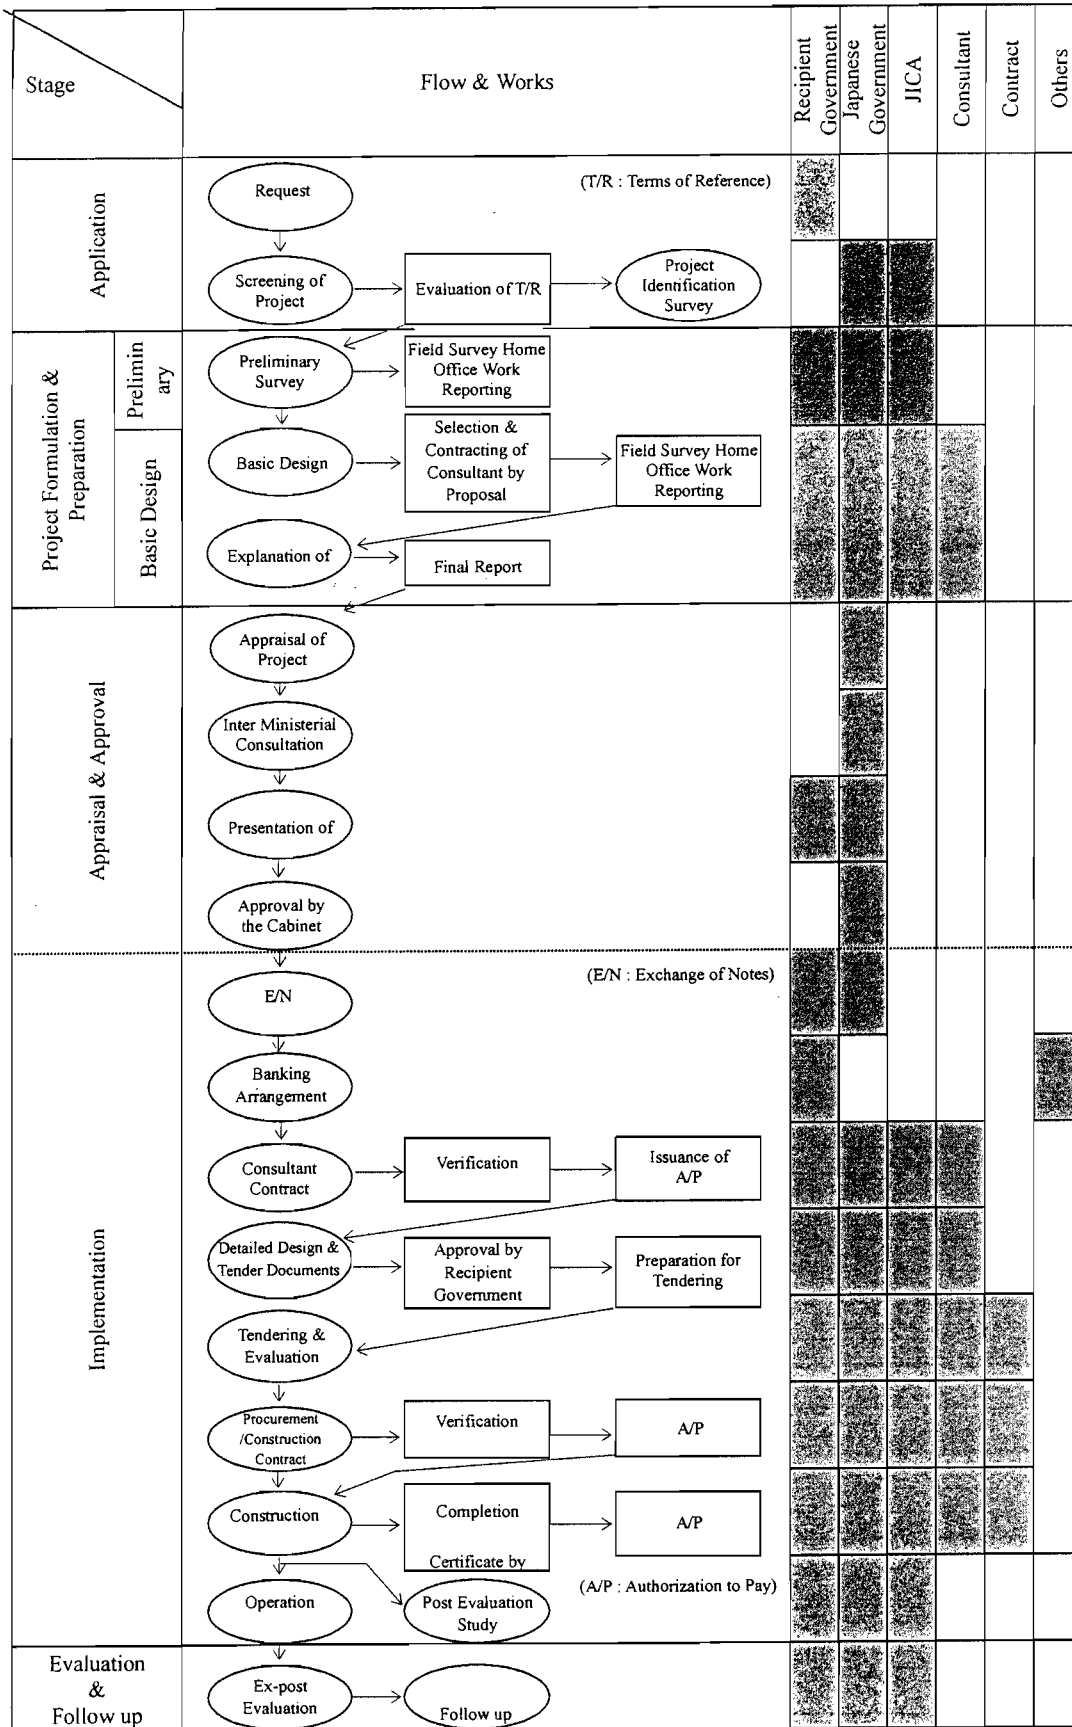 Stage
Flow & Works
Recipient
Government
Japanese
Government
JICA
Consultant
Contract
Others
Application
Request
(T/R : Terms of Reference)
Screening of
Project
Evaluation of T/R
Project
Identification
Survey
Project Formulation &
Preparation
Prelimin
ary
Preliminary
Survey
Field Survey Home
Office Work
Reporting
Basic Design
Basic Design
Selection &
Contracting of
Consultant by
Proposal
Field Survey Home
Office Work
Reporting
Explanation of
Final Report
Appraisal & Approval
Appraisal of
Project
Inter Ministerial
Consultation
Presentation of
Approval by
the Cabinet
Implementation
E/N
(E/N : Exchange of Notes)
Banking
Arrangement
Consultant
Contract
Verification
Issuance of
A/P
Detailed Design &
Tender Documents
Approval by
Recipient
Government
Preparation for
Tendering
Tendering &
Evaluation
Procurement
/Construction
Contract
Verification
A/P
Construction
Completion
Certificate by
A/P
Operation
Post Evaluation
Study
(A/P : Authorization to Pay)
Evaluation
&
Follow up
Ex-post
Evaluation
Follow up